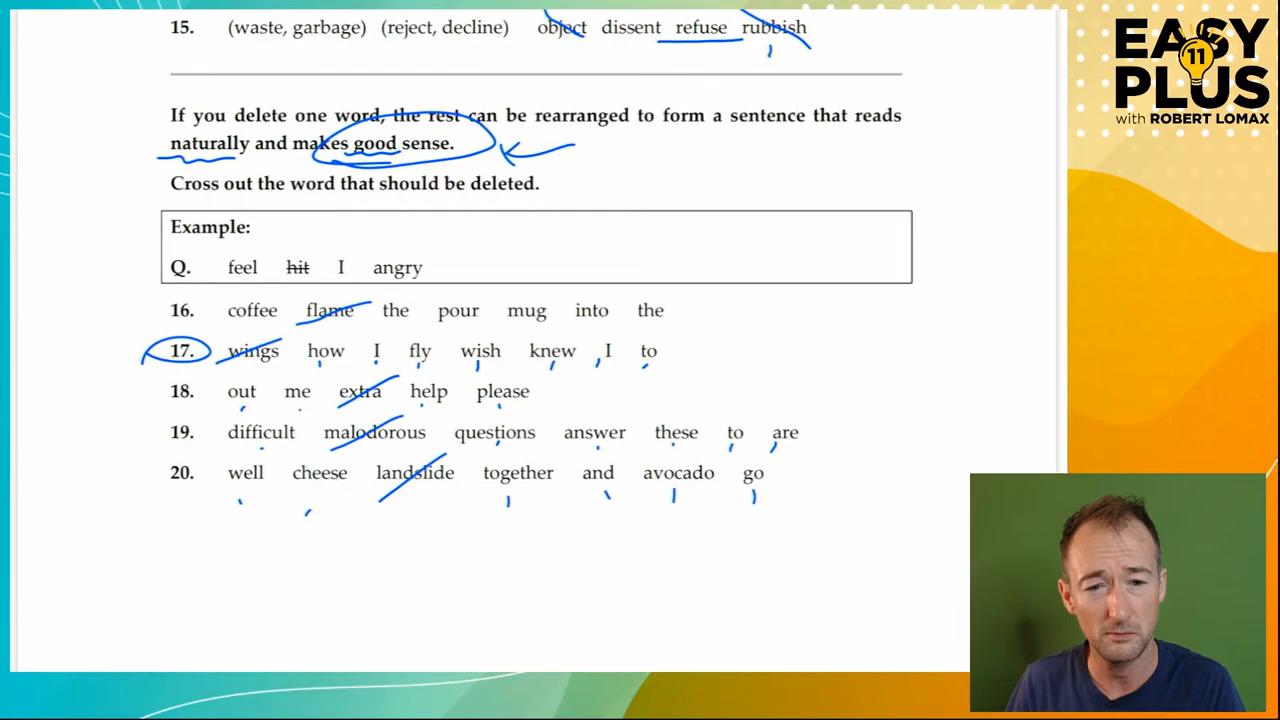 15. (waste, garbage) (reject, decline) object dissent refuse rubbish
If you delete one word, the rest can be rearranged to form a sentence that reads
naturally and makes good sense.
Cross out the word that should be deleted.
Example:
Q. feel hit I angry
16. coffee flame the pour mug into the
17. wings how I fly wish knew I to
18. out me extra help please
19. difficult malodorous questions answer these to are
20. well cheese landslide together and avocado go
EASY
11
PLUS
with ROBERT LOMAX